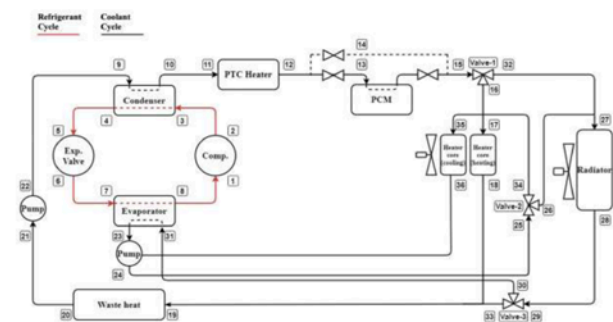 Refrigerant Coolant
Cycle Cycle
9 10 11 12 14
13 15 Valve-1 32
PTC Heater
16
Condenser
PCM
4 3
5 2
35 17 27
Exp. Valve
Comp.
Heater core (cooling)
Heater core (heating)
Radiator
6 1
36 18 34
7 8
Valve-2 26
22
Evaporator
25
Pump
23 31
28
21
Pump
24
30
Waste heat
20 19
33 Valve-3 29